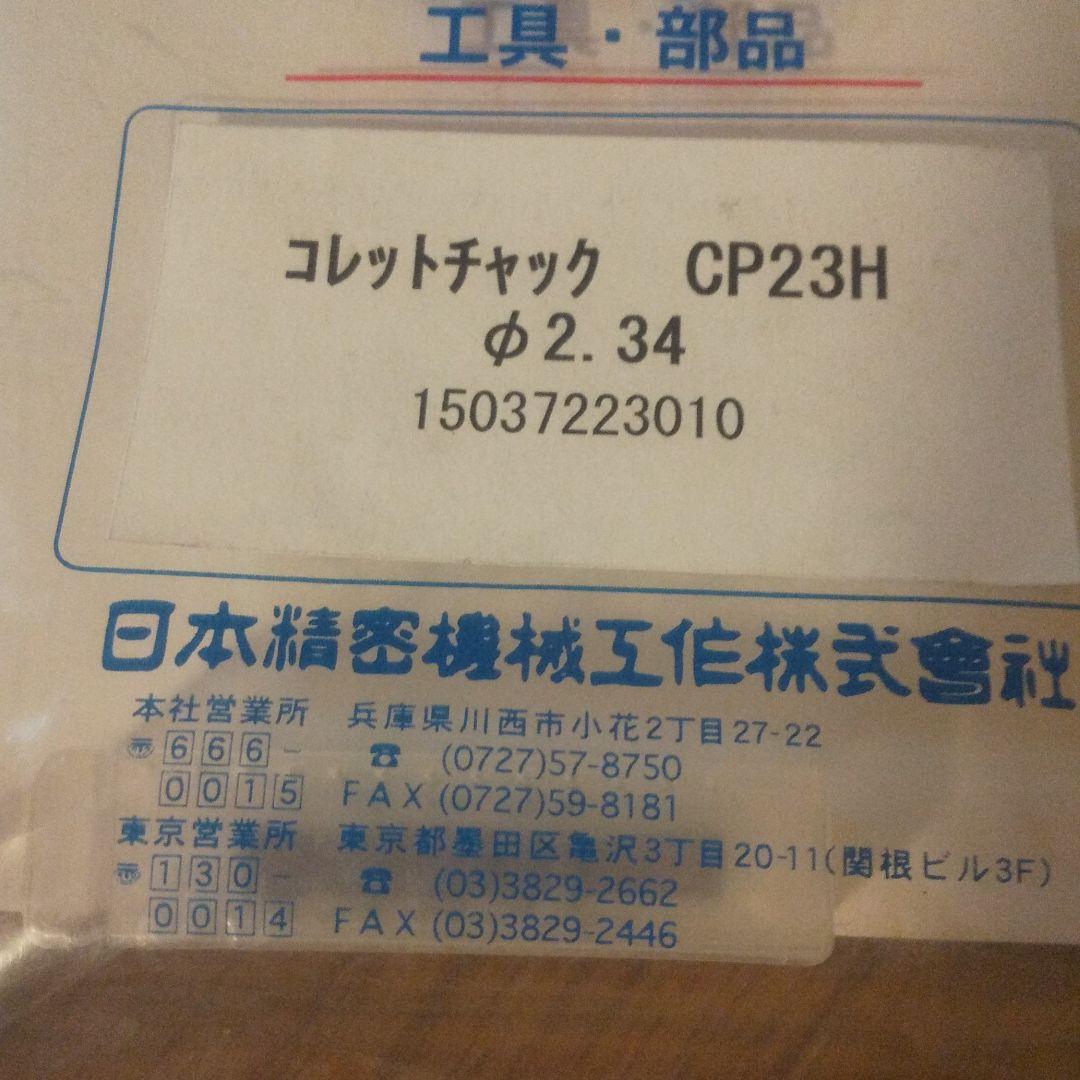 工具・部品
コレットチャック CP23H
φ2.34
15037223010
日本精密機械工作株式會社
本社営業所 兵庫県川西市小花2丁目27-22
〠666- ☎ (0727)57-8750
0015 FAX(0727)59-8181
東京営業所 東京都墨田区亀沢3丁目20-11(関根ビル3F)
〠130- ☎ (03)3829-2662
0014 FAX(03)3829-2446